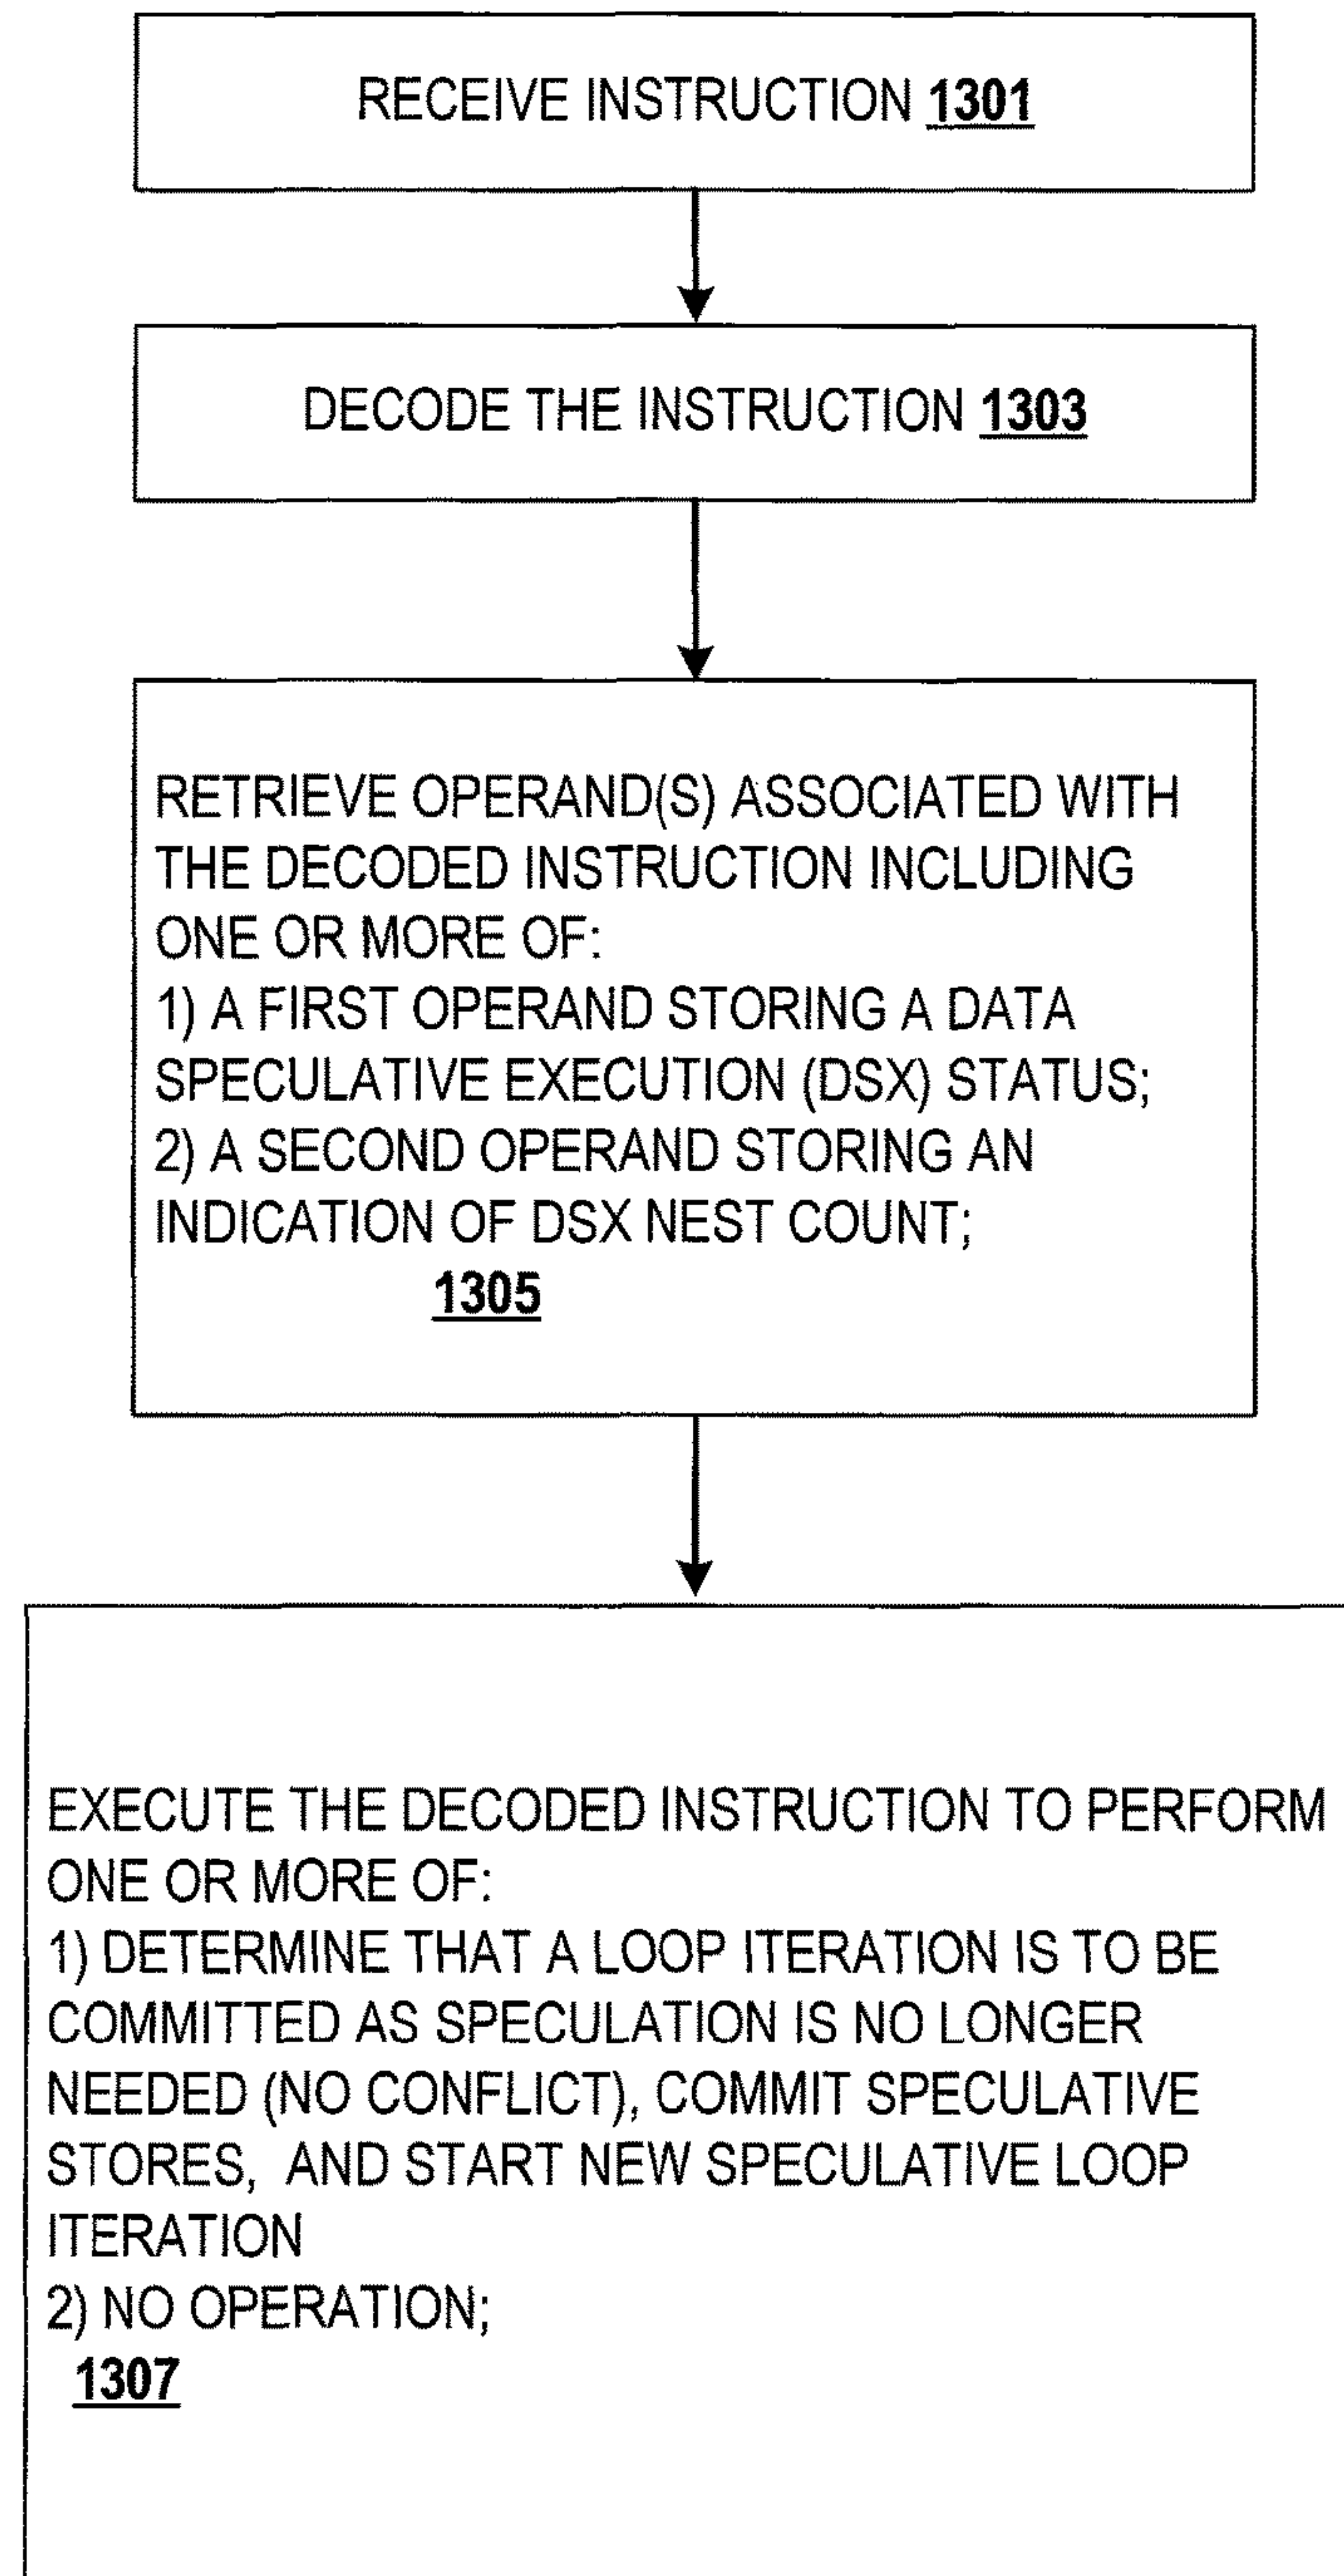 RECEIVE INSTRUCTION 1301
DECODE THE INSTRUCTION 1303
RETRIEVE OPERAND(S) ASSOCIATED WITH
THE DECODED INSTRUCTION INCLUDING
ONE OR MORE OF:
1) A FIRST OPERAND STORING A DATA
SPECULATIVE EXECUTION (DSX) STATUS;
2) A SECOND OPERAND STORING AN
INDICATION OF DSX NEST COUNT;
1305
EXECUTE THE DECODED INSTRUCTION TO PERFORM
ONE OR MORE OF:
1) DETERMINE THAT A LOOP ITERATION IS TO BE
COMMITTED AS SPECULATION IS NO LONGER
NEEDED (NO CONFLICT), COMMIT SPECULATIVE
STORES, AND START NEW SPECULATIVE LOOP
ITERATION
2) NO OPERATION;
1307